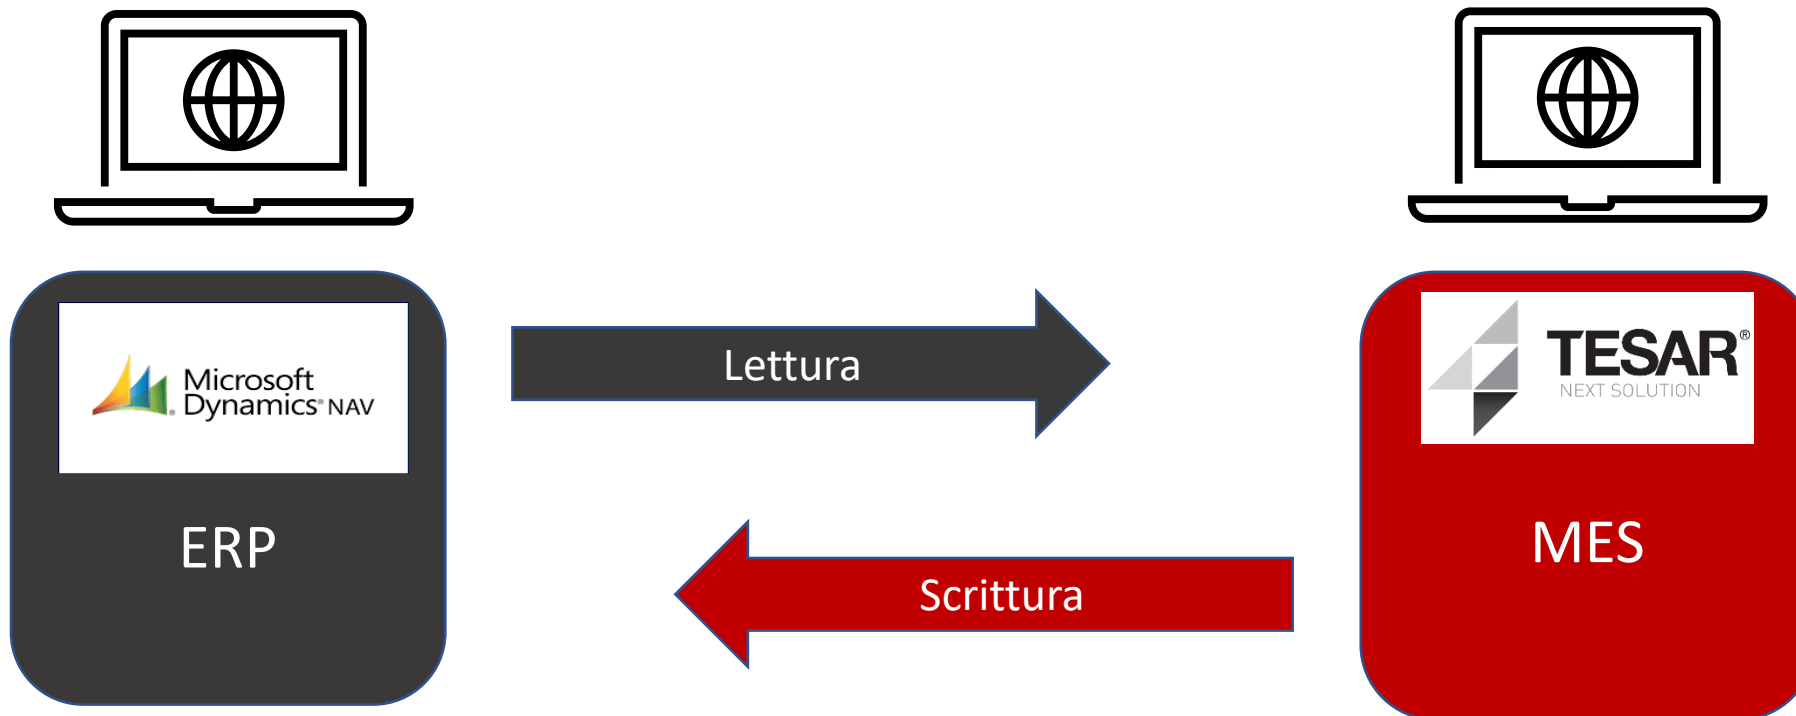 Microsoft
Dynamics® NAV
ERP
Lettura
Scrittura
TESAR®
NEXT SOLUTION
MES